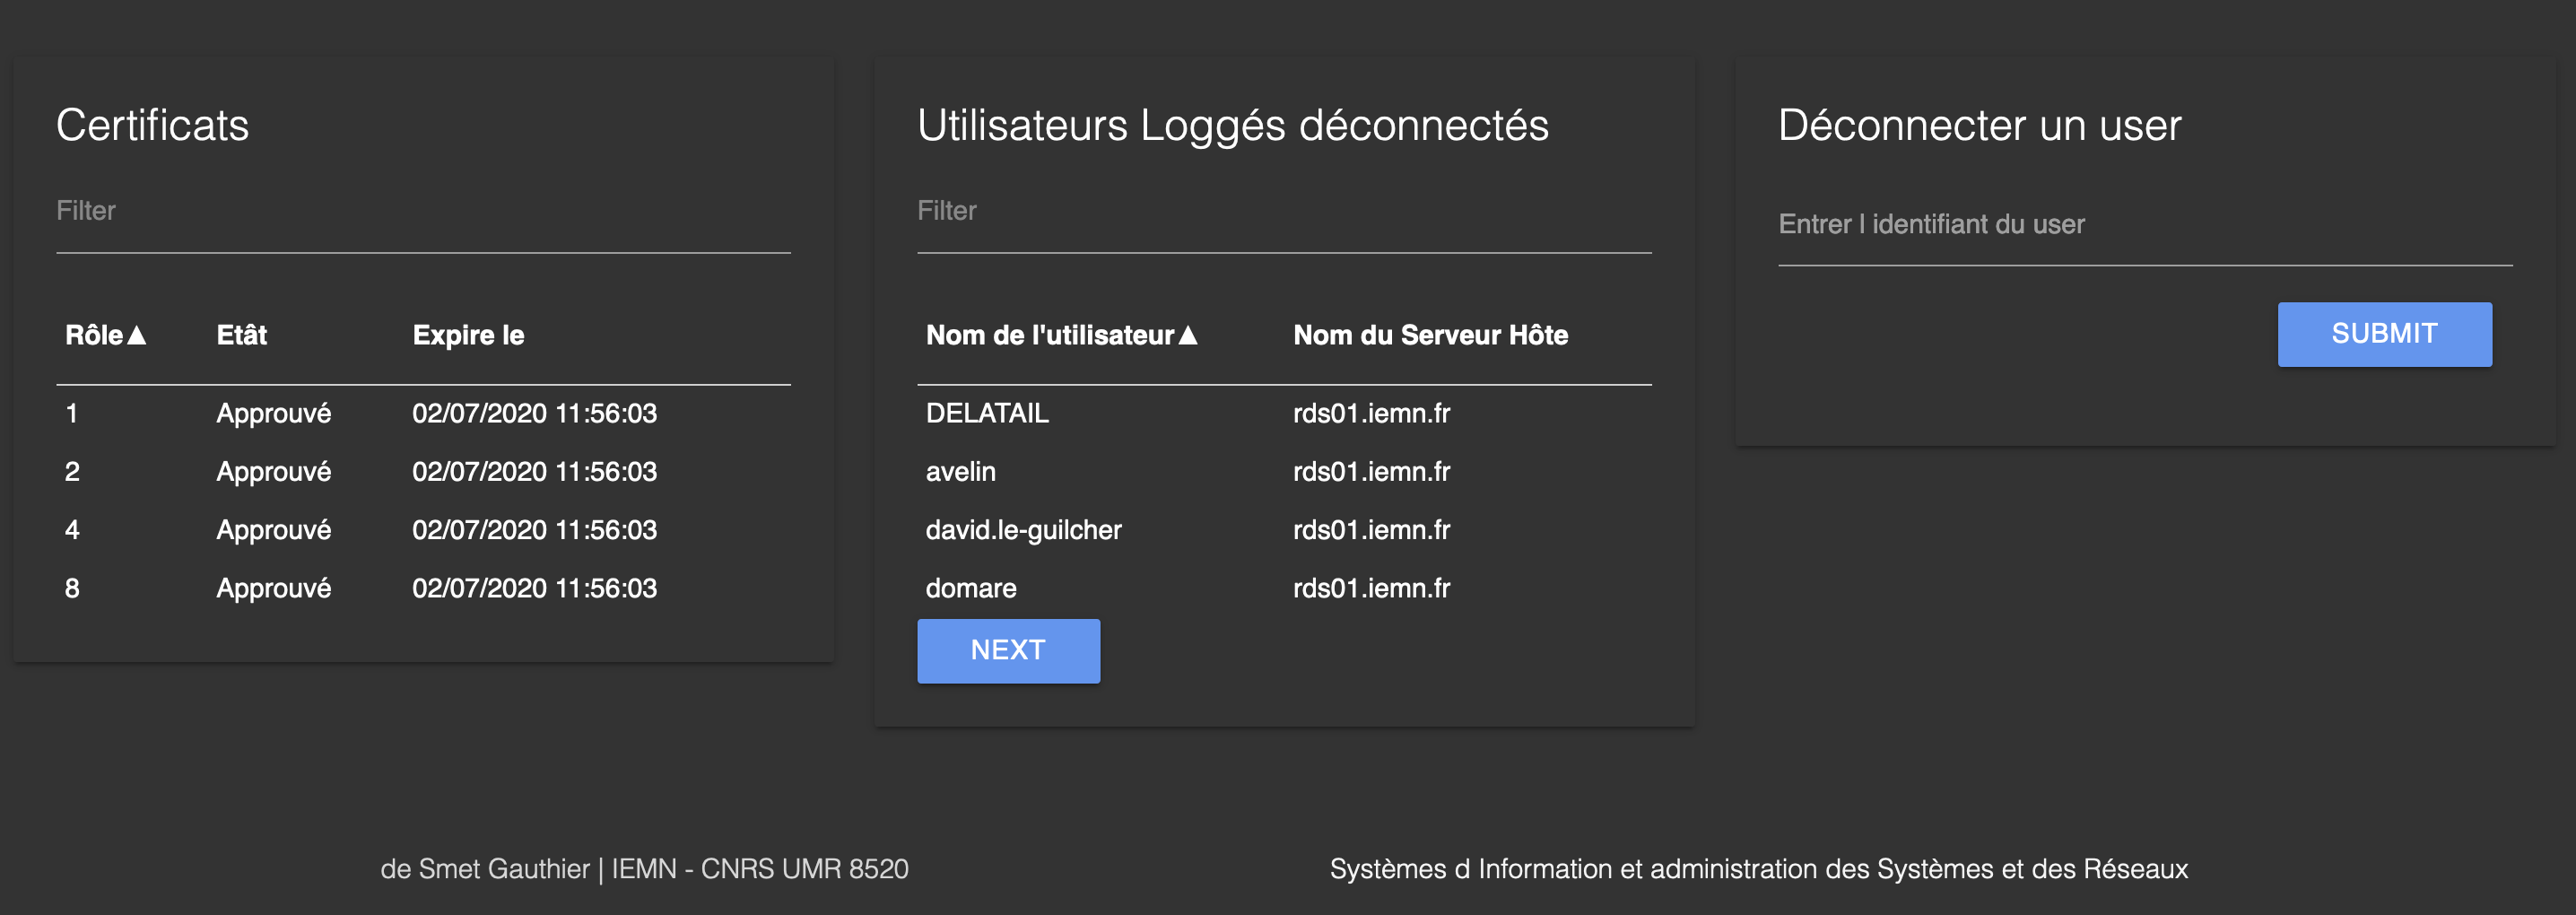 Certificats
Filter
Rôle▲ Etât Expire le
1 Approuvé 02/07/2020 11:56:03
2 Approuvé 02/07/2020 11:56:03
4 Approuvé 02/07/2020 11:56:03
8 Approuvé 02/07/2020 11:56:03
Utilisateurs Loggés déconnectés
Filter
Nom de l'utilisateur▲ Nom du Serveur Hôte
DELATAIL rds01.iemn.fr
avelin rds01.iemn.fr
david.le-guilcher rds01.iemn.fr
domare rds01.iemn.fr
NEXT
Déconnecter un user
Entrer l identifiant du user
SUBMIT
de Smet Gauthier | IEMN - CNRS UMR 8520
Systèmes d Information et administration des Systèmes et des Réseaux